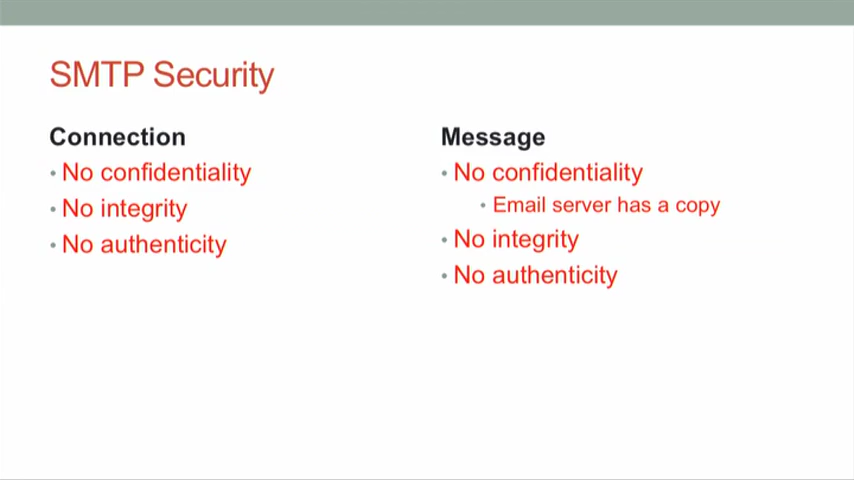 SMTP Security
Connection
• No confidentiality
• No integrity
• No authenticity
Message
• No confidentiality
• Email server has a copy
• No integrity
• No authenticity